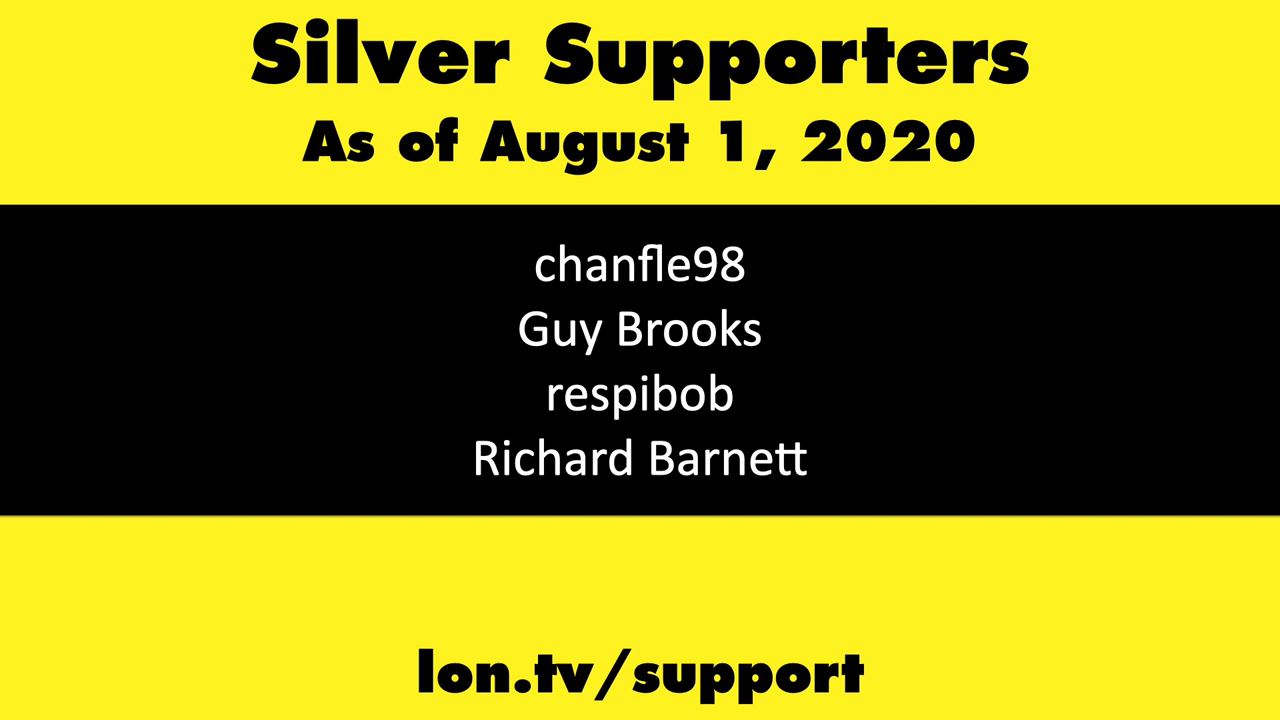 Silver Supporters
As of August 1, 2020
chanfle98
Guy Brooks
respibob
Richard Barnett
lon.tv/support